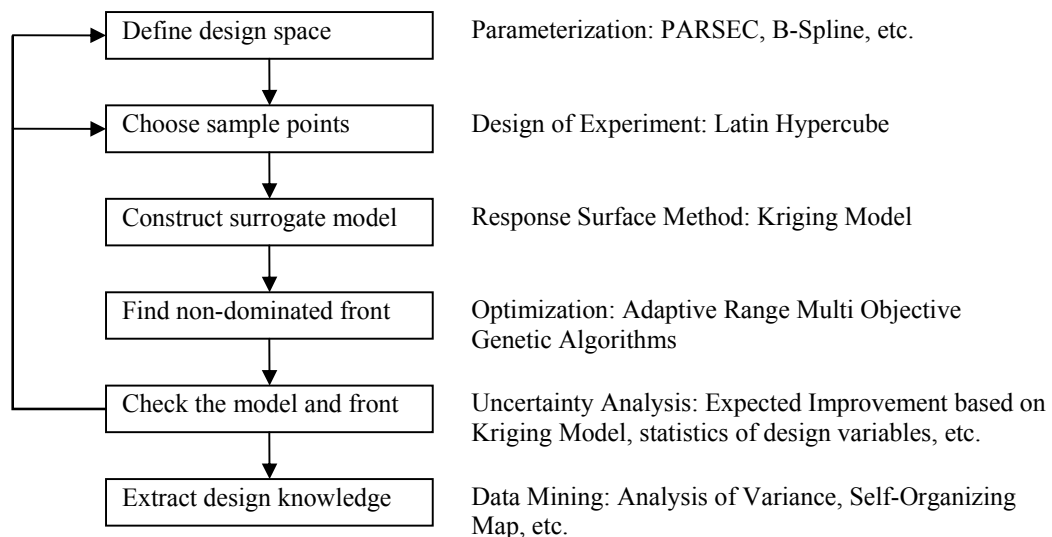 Define design space
Parameterization: PARSEC, B-Spline, etc.
Choose sample points
Design of Experiment: Latin Hypercube
Construct surrogate model
Response Surface Method: Kriging Model
Find non-dominated front
Optimization: Adaptive Range Multi Objective
Genetic Algorithms
Check the model and front
Uncertainty Analysis: Expected Improvement based on
Kriging Model, statistics of design variables, etc.
Extract design knowledge
Data Mining: Analysis of Variance, Self-Organizing
Map, etc.